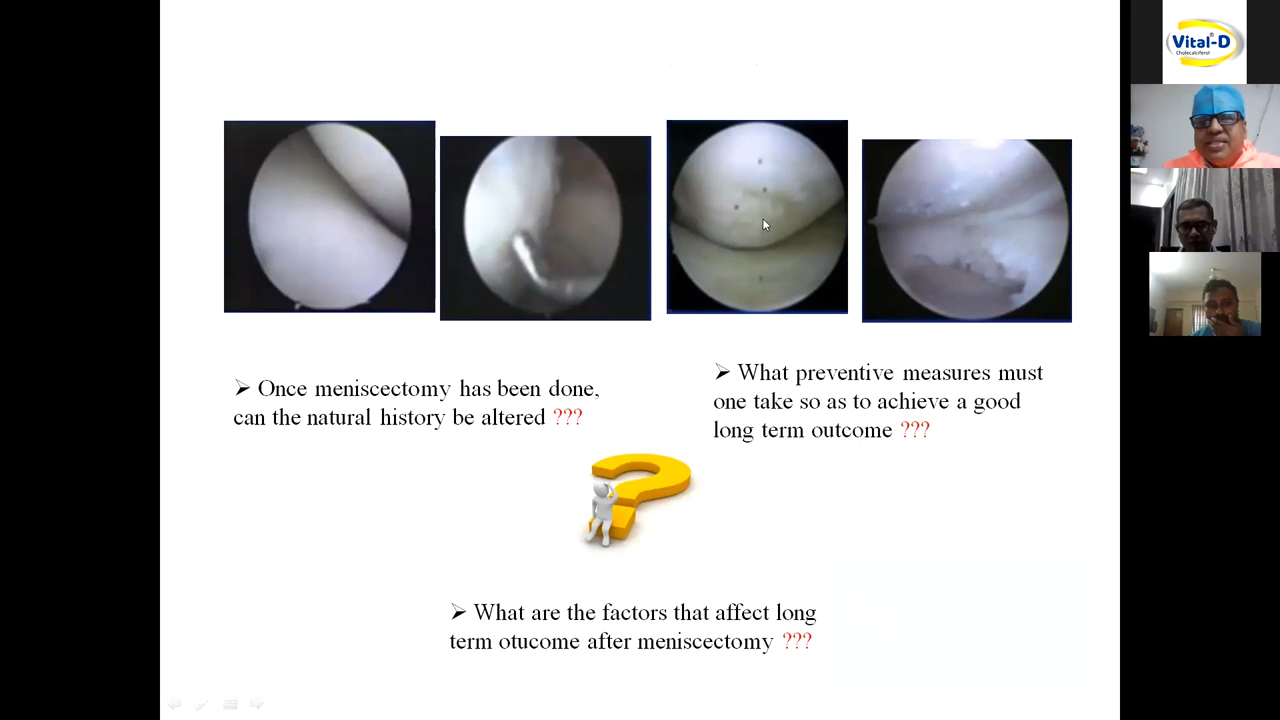 Vital-D
Cholecalciferol
➢ Once meniscectomy has been done,
can the natural history be altered ???
➢ What preventive measures must
one take so as to achieve a good
long term outcome ???
➢ What are the factors that affect long
term otucome after meniscectomy ???